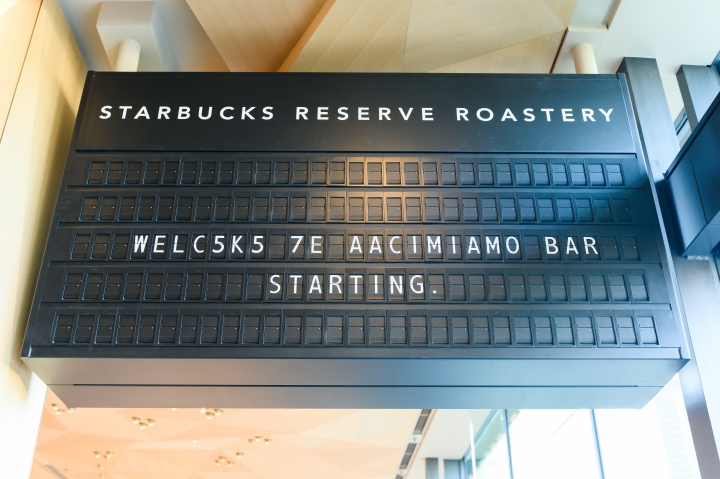 STARBUCKS RESERVE ROASTERY
WELC5K5 7E AACIMIAMO BAR
STARTING.